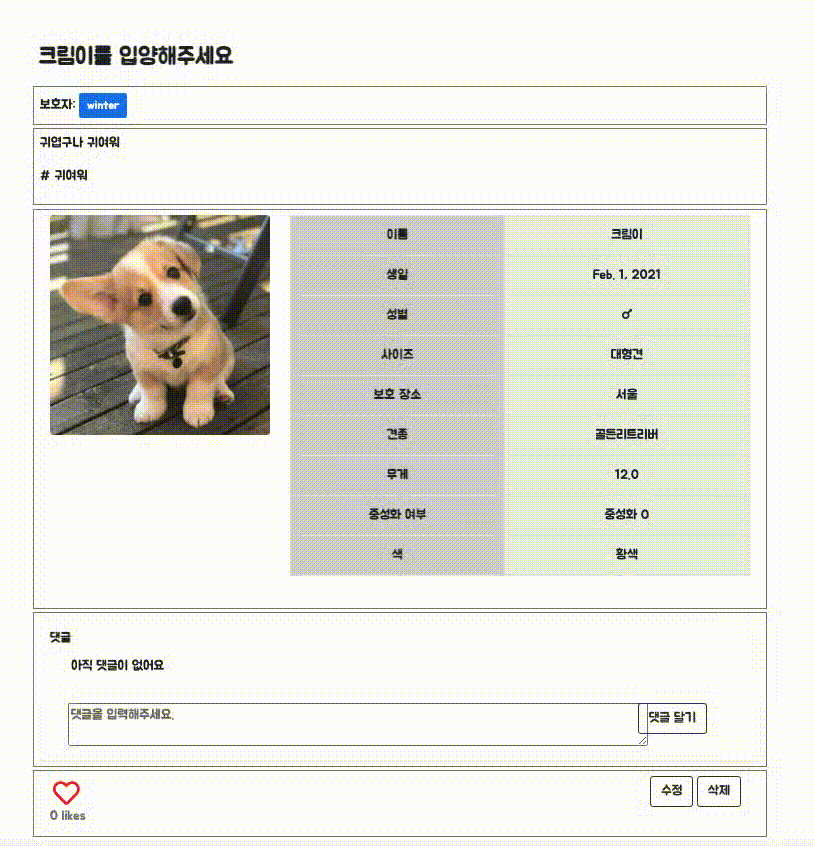 크림이를 입양해주세요
보호자: winter
귀엽구나 귀여워
# 귀여워
이름 크림이
생일 Feb. 1, 2021
성별 ♂
사이즈 대형견
보호 장소 서울
견종 골든리트리버
무게 12.0
중성화 여부 중성화 O
색 황색
댓글
아직 댓글이 없어요
댓글을 입력해주세요.
댓글 달기
0 likes
수정 삭제